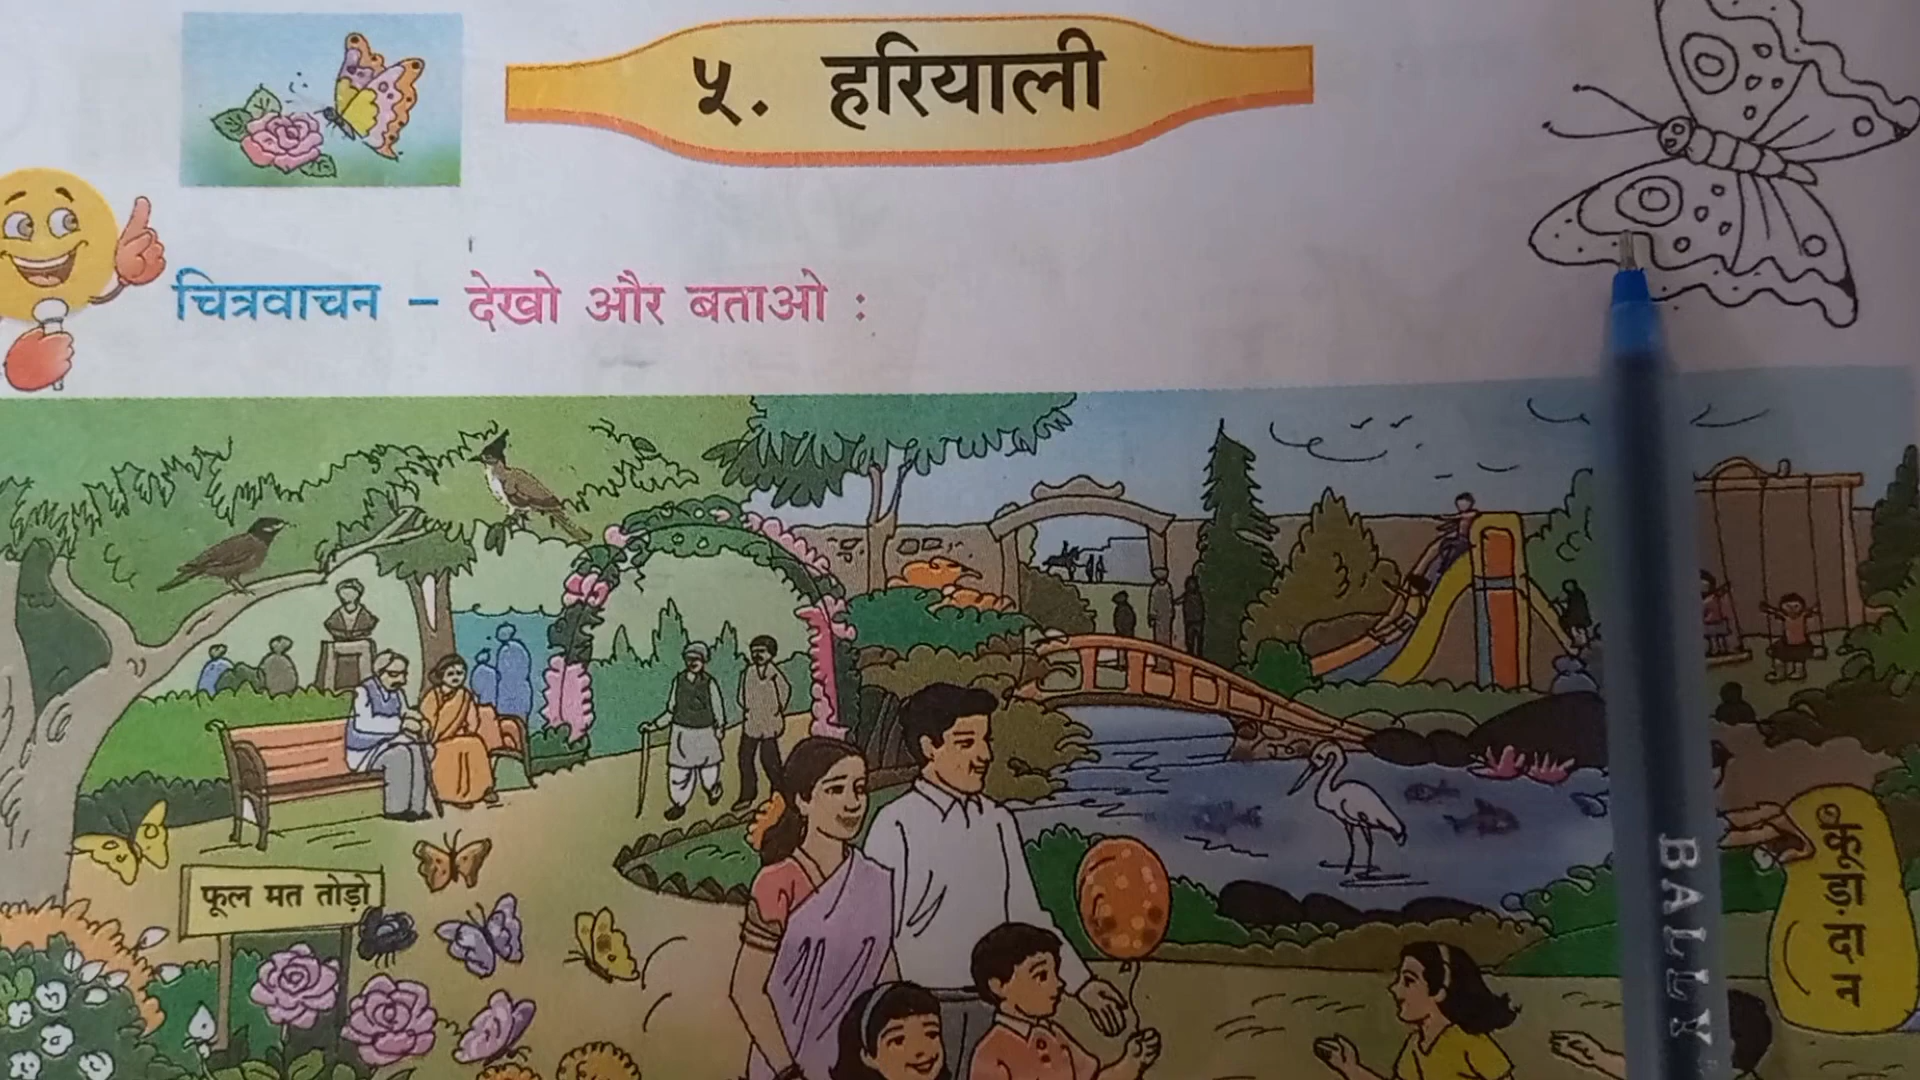 ५. हरियाली
चित्रवाचन – देखो और बताओ :
फूल मत तोड़ो
कूड़ादान
BALLY